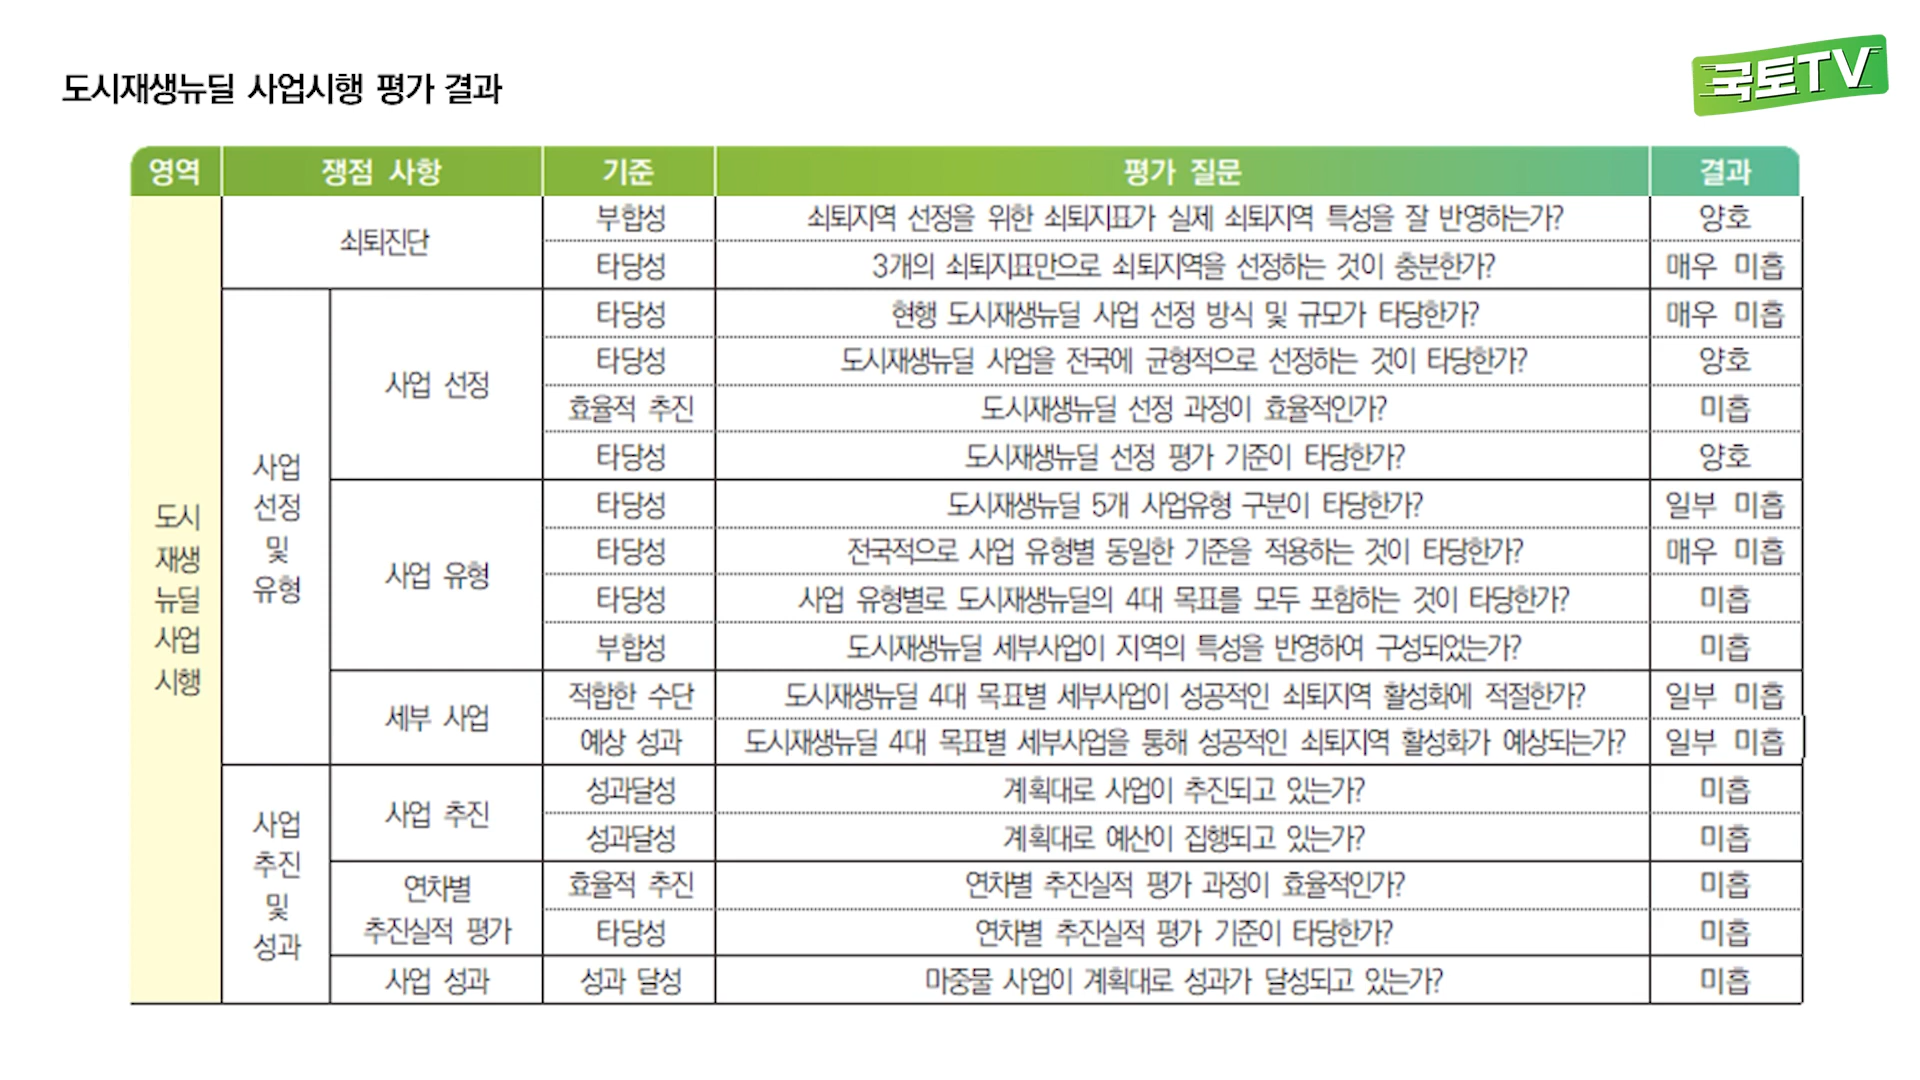 도시재생뉴딜 사업시행 평가 결과
국토TV
영역 쟁점 사항 기준 평가 질문 결과
도시
재생
뉴딜
사업
시행
쇠퇴진단
부합성 쇠퇴지역 선정을 위한 쇠퇴지표가 실제 쇠퇴지역 특성을 잘 반영하는가? 양호
타당성 3개의 쇠퇴지표만으로 쇠퇴지역을 선정하는 것이 충분한가? 매우 미흡
사업
선정
및
유형
사업 선정
타당성 현행 도시재생뉴딜 사업 선정 방식 및 규모가 타당한가? 매우 미흡
타당성 도시재생뉴딜 사업을 전국에 균형적으로 선정하는 것이 타당한가? 양호
효율적 추진 도시재생뉴딜 선정 과정이 효율적인가? 미흡
타당성 도시재생뉴딜 선정 평가 기준이 타당한가? 양호
사업 유형
타당성 도시재생뉴딜 5개 사업유형 구분이 타당한가? 일부 미흡
타당성 전국적으로 사업 유형별 동일한 기준을 적용하는 것이 타당한가? 매우 미흡
타당성 사업 유형별로 도시재생뉴딜의 4대 목표를 모두 포함하는 것이 타당한가? 미흡
부합성 도시재생뉴딜 세부사업이 지역의 특성을 반영하여 구성되었는가? 미흡
세부 사업
적합한 수단 도시재생뉴딜 4대 목표별 세부사업이 성공적인 쇠퇴지역 활성화에 적절한가? 일부 미흡
예상 성과 도시재생뉴딜 4대 목표별 세부사업을 통해 성공적인 쇠퇴지역 활성화가 예상되는가? 일부 미흡
사업
추진
및
성과
사업 추진
성과달성 계획대로 사업이 추진되고 있는가? 미흡
성과달성 계획대로 예산이 집행되고 있는가? 미흡
연차별
추진실적 평가
효율적 추진 연차별 추진실적 평가 과정이 효율적인가? 미흡
타당성 연차별 추진실적 평가 기준이 타당한가? 미흡
사업 성과
성과 달성 마중물 사업이 계획대로 성과가 달성되고 있는가? 미흡